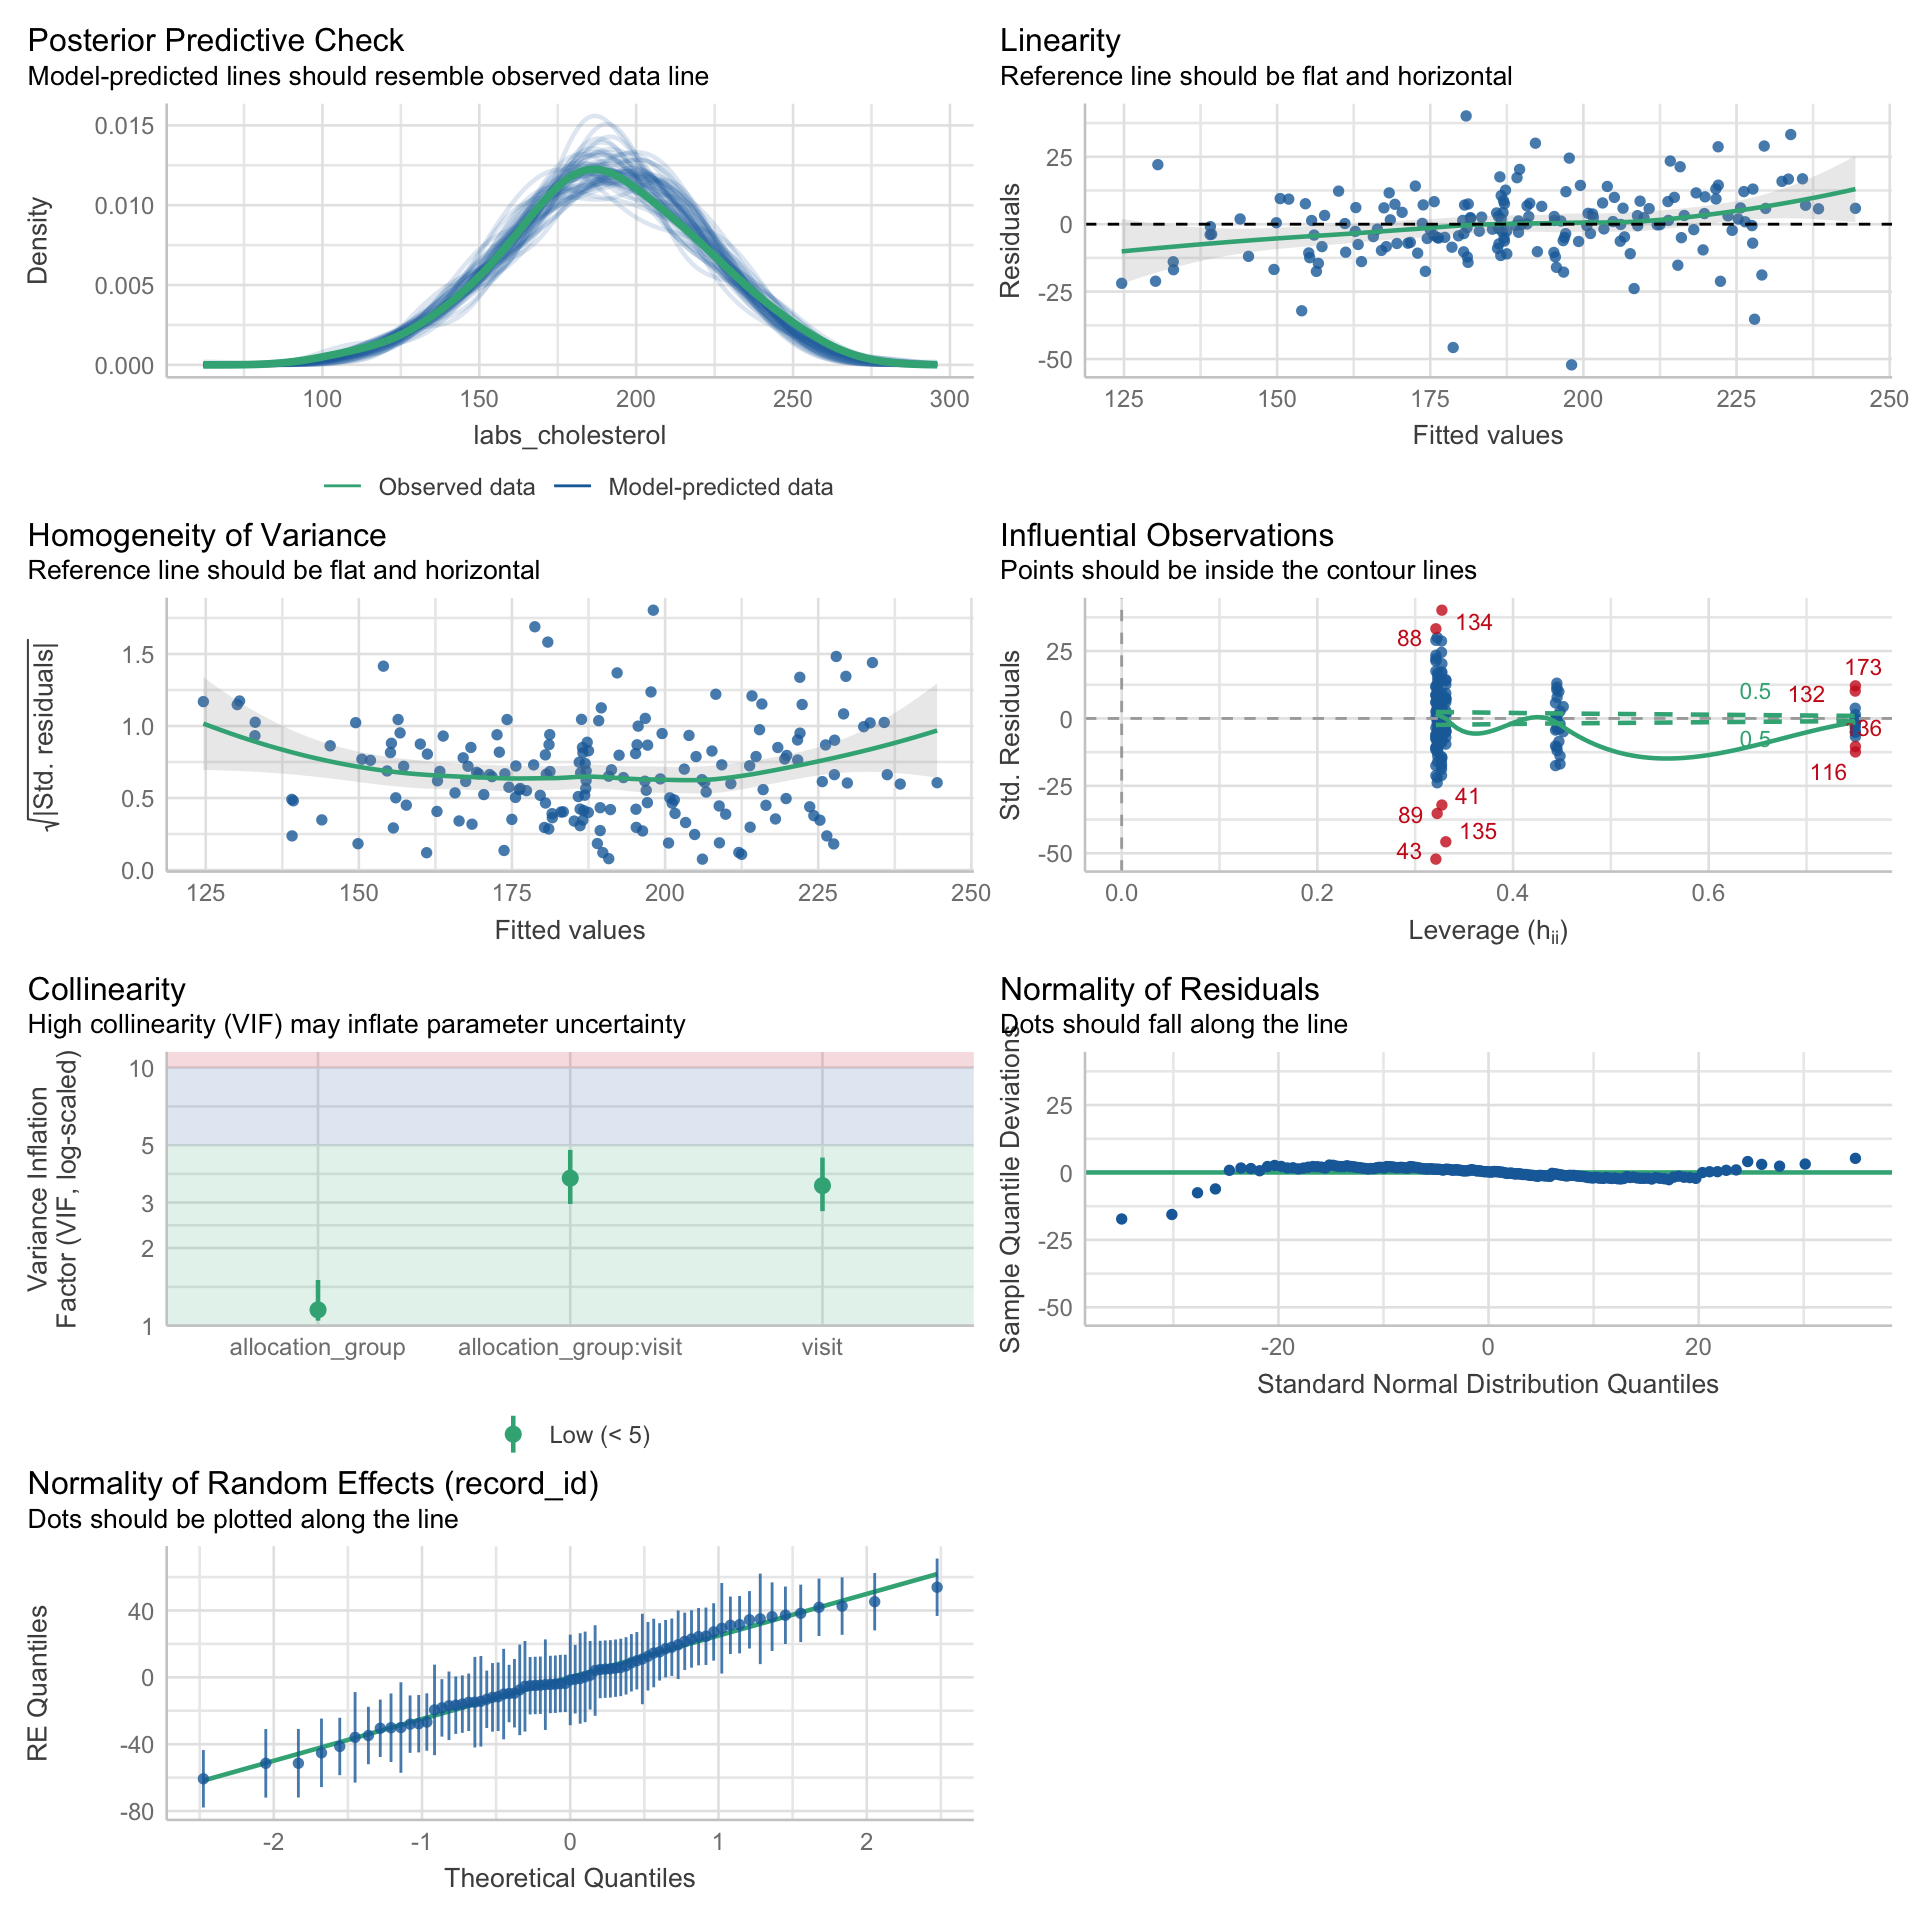 Posterior Predictive Check
Model-predicted lines should resemble observed data line
Density
0.015
0.010
0.005
0.000
100 150 200 250 300
labs_cholesterol
Observed data Model-predicted data
Linearity
Reference line should be flat and horizontal
Residuals
25
0
-25
-50
125 150 175 200 225 250
Fitted values
Homogeneity of Variance
Reference line should be flat and horizontal
√|Std. residuals|
1.5
1.0
0.5
0.0
125 150 175 200 225 250
Fitted values
Influential Observations
Points should be inside the contour lines
Std. Residuals
25
0
-25
-50
134
88
173
0.5
132
136
0.5
116
41
89
135
43
0.0 0.2 0.4 0.6
Leverage (hii)
Collinearity
High collinearity (VIF) may inflate parameter uncertainty
Variance Inflation
Factor (VIF, log-scaled)
10
5
3
2
1
allocation_group allocation_group:visit visit
Low (< 5)
Normality of Residuals
Dots should fall along the line
Sample Quantile Deviations
25
0
-25
-50
-20 0 20
Standard Normal Distribution Quantiles
Normality of Random Effects (record_id)
Dots should be plotted along the line
RE Quantiles
40
0
-40
-80
-2 -1 0 1 2
Theoretical Quantiles